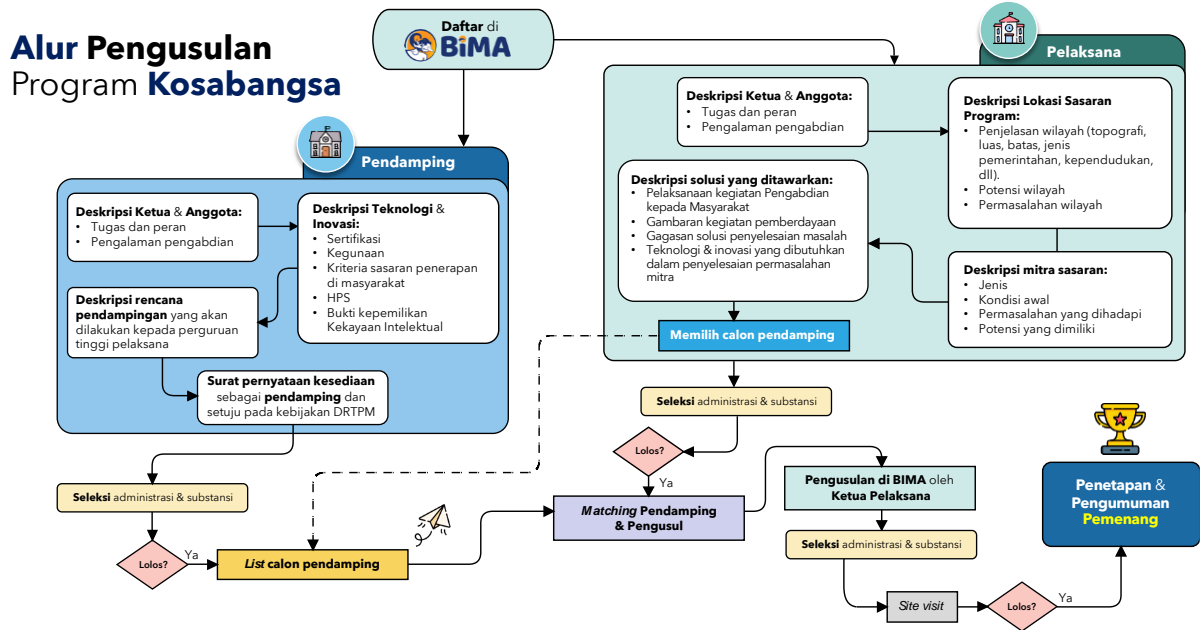 Alur Pengusulan
Program Kosabangsa
Daftar di
BiMA
Pendamping
Deskripsi Ketua & Anggota:
• Tugas dan peran
• Pengalaman pengabdian
Deskripsi Teknologi &
Inovasi:
• Sertifikasi
• Kegunaan
• Kriteria sasaran penerapan
di masyarakat
• HPS
• Bukti kepemilikan
Kekayaan Intelektual
Deskripsi rencana
pendampingan yang akan
dilakukan kepada perguruan
tinggi pelaksana
Surat pernyataan kesediaan
sebagai pendamping dan
setuju pada kebijakan DRTPM
Seleksi administrasi & substansi
Lolos?
Ya
List calon pendamping
Pelaksana
Deskripsi Ketua & Anggota:
• Tugas dan peran
• Pengalaman pengabdian
Deskripsi Lokasi Sasaran
Program:
• Penjelasan wilayah (topografi,
luas, batas, jenis
pemerintahan, kependudukan,
dll).
• Potensi wilayah
• Permasalahan wilayah
Deskripsi mitra sasaran:
• Jenis
• Kondisi awal
• Permasalahan yang dihadapi
• Potensi yang dimiliki
Deskripsi solusi yang ditawarkan:
• Pelaksanaan kegiatan Pengabdian
kepada Masyarakat
• Gambaran kegiatan pemberdayaan
• Gagasan solusi penyelesaian masalah
• Teknologi & inovasi yang dibutuhkan
dalam penyelesaian permasalahan
mitra
Memilih calon pendamping
Seleksi administrasi & substansi
Lolos?
Ya
Matching Pendamping
& Pengusul
Pengusulan di BIMA oleh
Ketua Pelaksana
Seleksi administrasi & substansi
Site visit
Lolos?
Ya
Penetapan &
Pengumuman
Pemenang